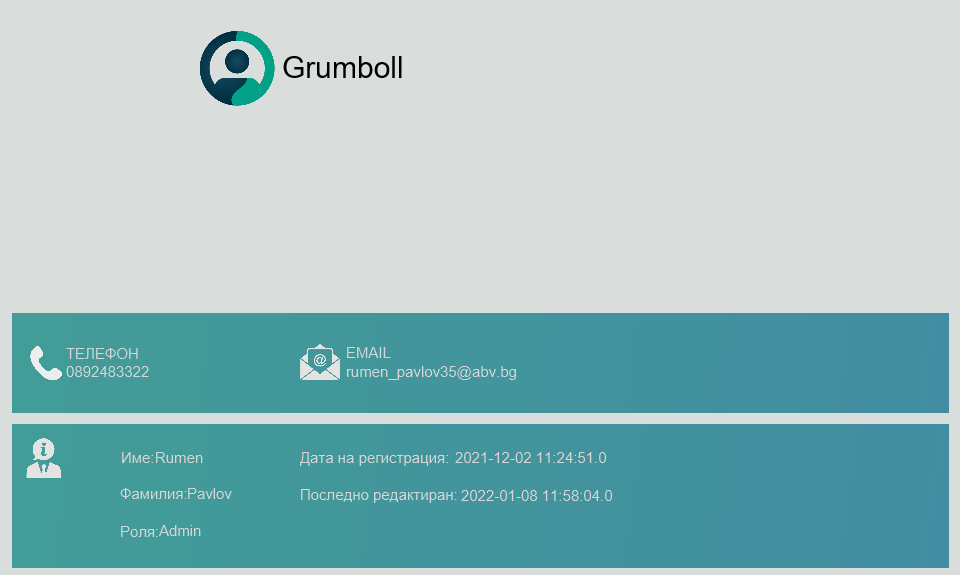 Grumboll
ТЕЛЕФОН
0892483322
EMAIL
rumen_pavlov35@abv.bg
Име:Rumen
Дата на регистрация: 2021-12-02 11:24:51.0
Фамилия:Pavlov
Последно редактиран: 2022-01-08 11:58:04.0
Роля:Admin